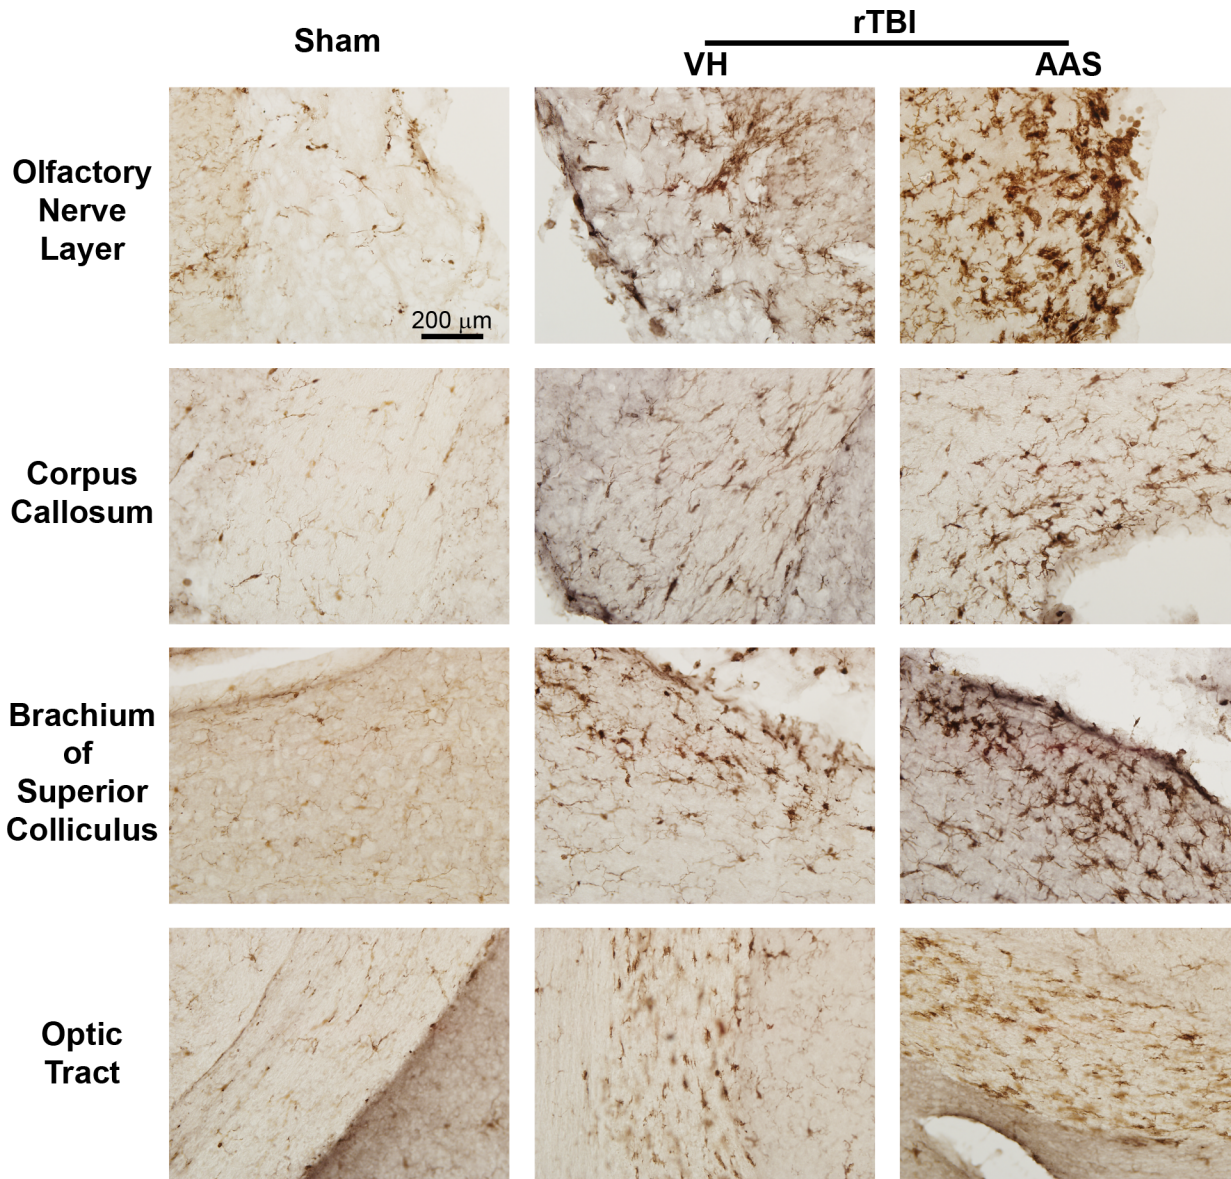 Sham
rTBI
VH
AAS
Olfactory
Nerve
Layer
200 μm
Corpus
Callosum
Brachium
of
Superior
Colliculus
Optic
Tract